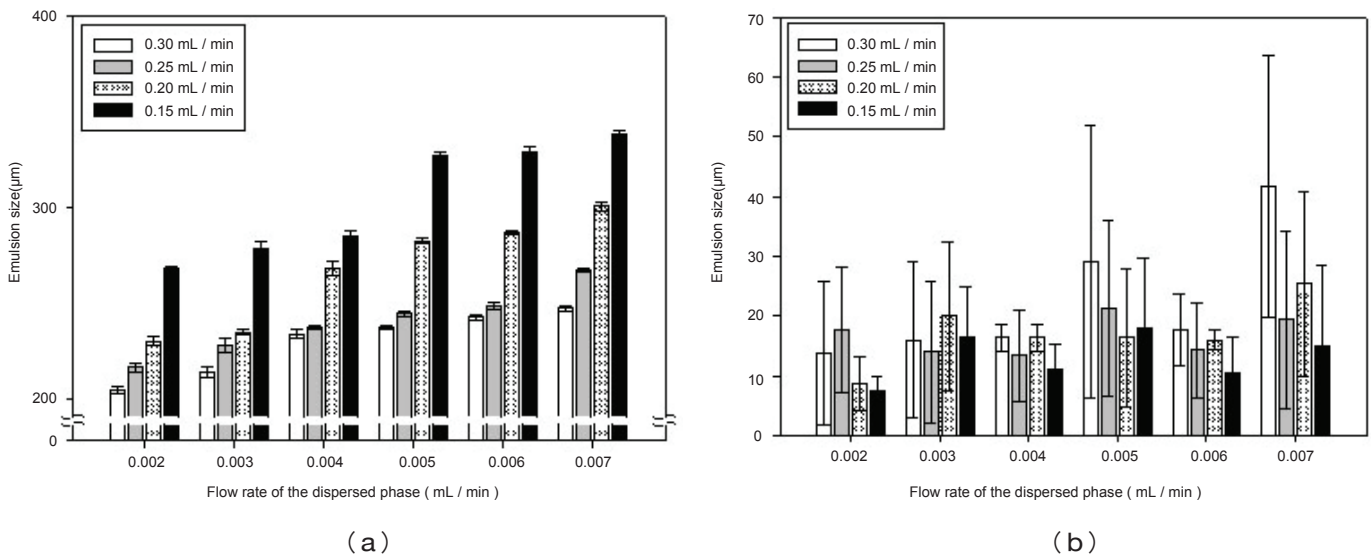 400
300
200
0
Emulsion size(μm)
0.30 mL / min
0.25 mL / min
0.20 mL / min
0.15 mL / min
0.002 0.003 0.004 0.005 0.006 0.007
Flow rate of the dispersed phase ( mL / min )
(a)
70
60
50
40
30
20
10
0
Emulsion size(μm)
0.30 mL / min
0.25 mL / min
0.20 mL / min
0.15 mL / min
0.002 0.003 0.004 0.005 0.006 0.007
Flow rate of the dispersed phase ( mL / min )
(b)